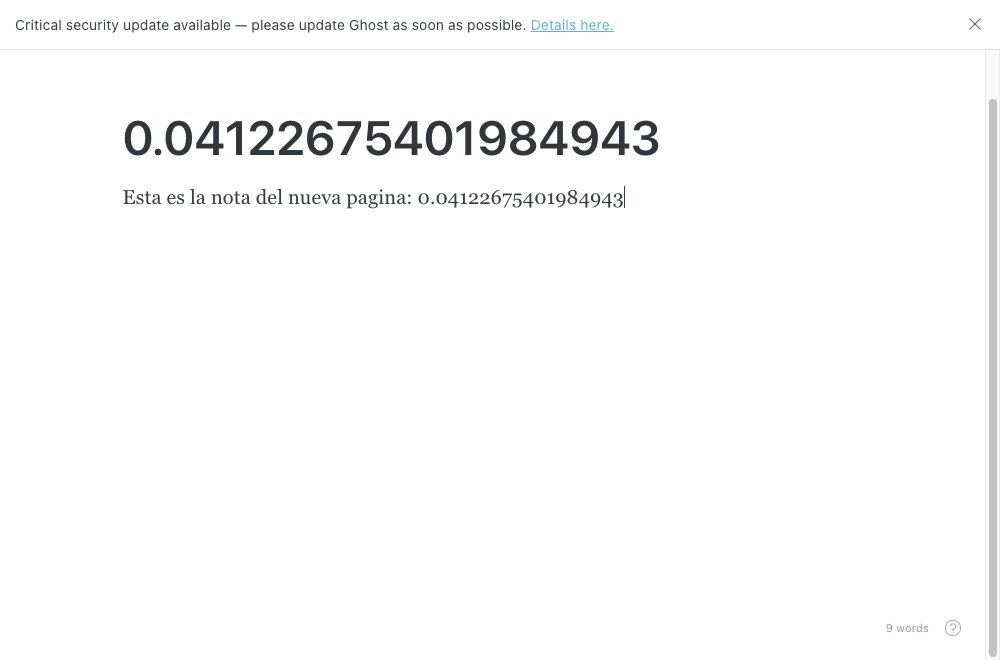 Critical security update available — please update Ghost as soon as possible. Details here.
0.04122675401984943
Esta es la nota del nueva pagina: 0.04122675401984943
9 words
?